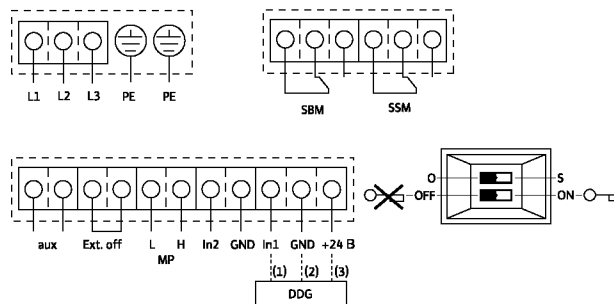 L1 L2 L3 PE PE
SBM SSM
O S
OFF ON
aux Ext. off L H In2 GND In1 GND +24 В
MP
(1) (2) (3)
DDG